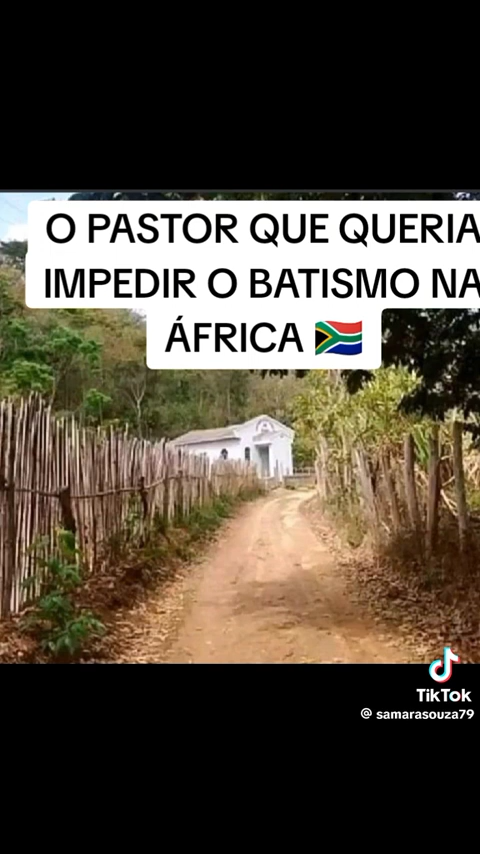 O PASTOR QUE QUERIA
IMPEDIR O BATISMO NA
ÁFRICA 🇿🇦
TikTok
@ samarasouza79